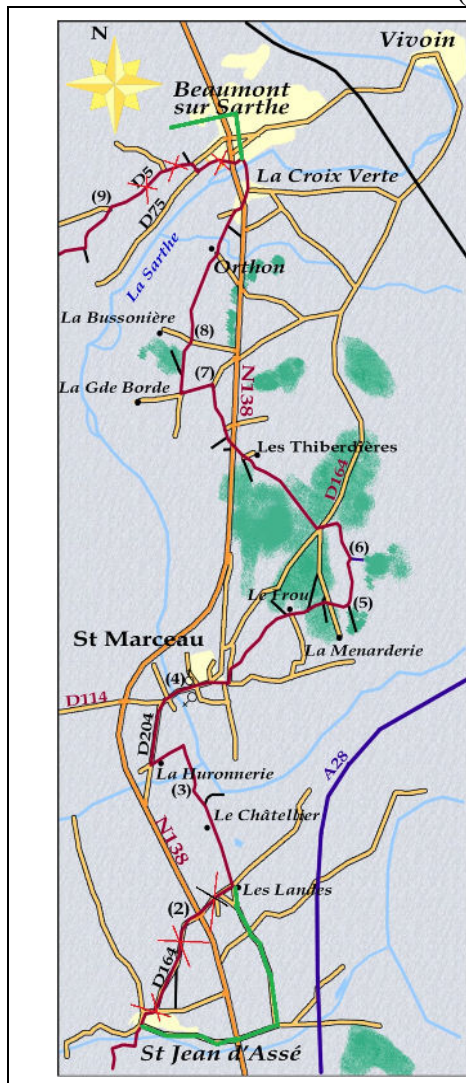 N
Vivoin
Beaumont
sur Sarthe
D5
La Croix Verte
(9)
D75
La Sarthe
Orthon
La Bussonière
(8)
(7)
La Gde Borde
N138
Les Thiberdières
D164
(6)
Le Frou
(5)
St Marceau
La Menarderie
(4)
D114
D204
La Huronnerie
A28
(3)
Le Châtellier
N138
Les Landes
(2)
D164
St Jean d'Assé